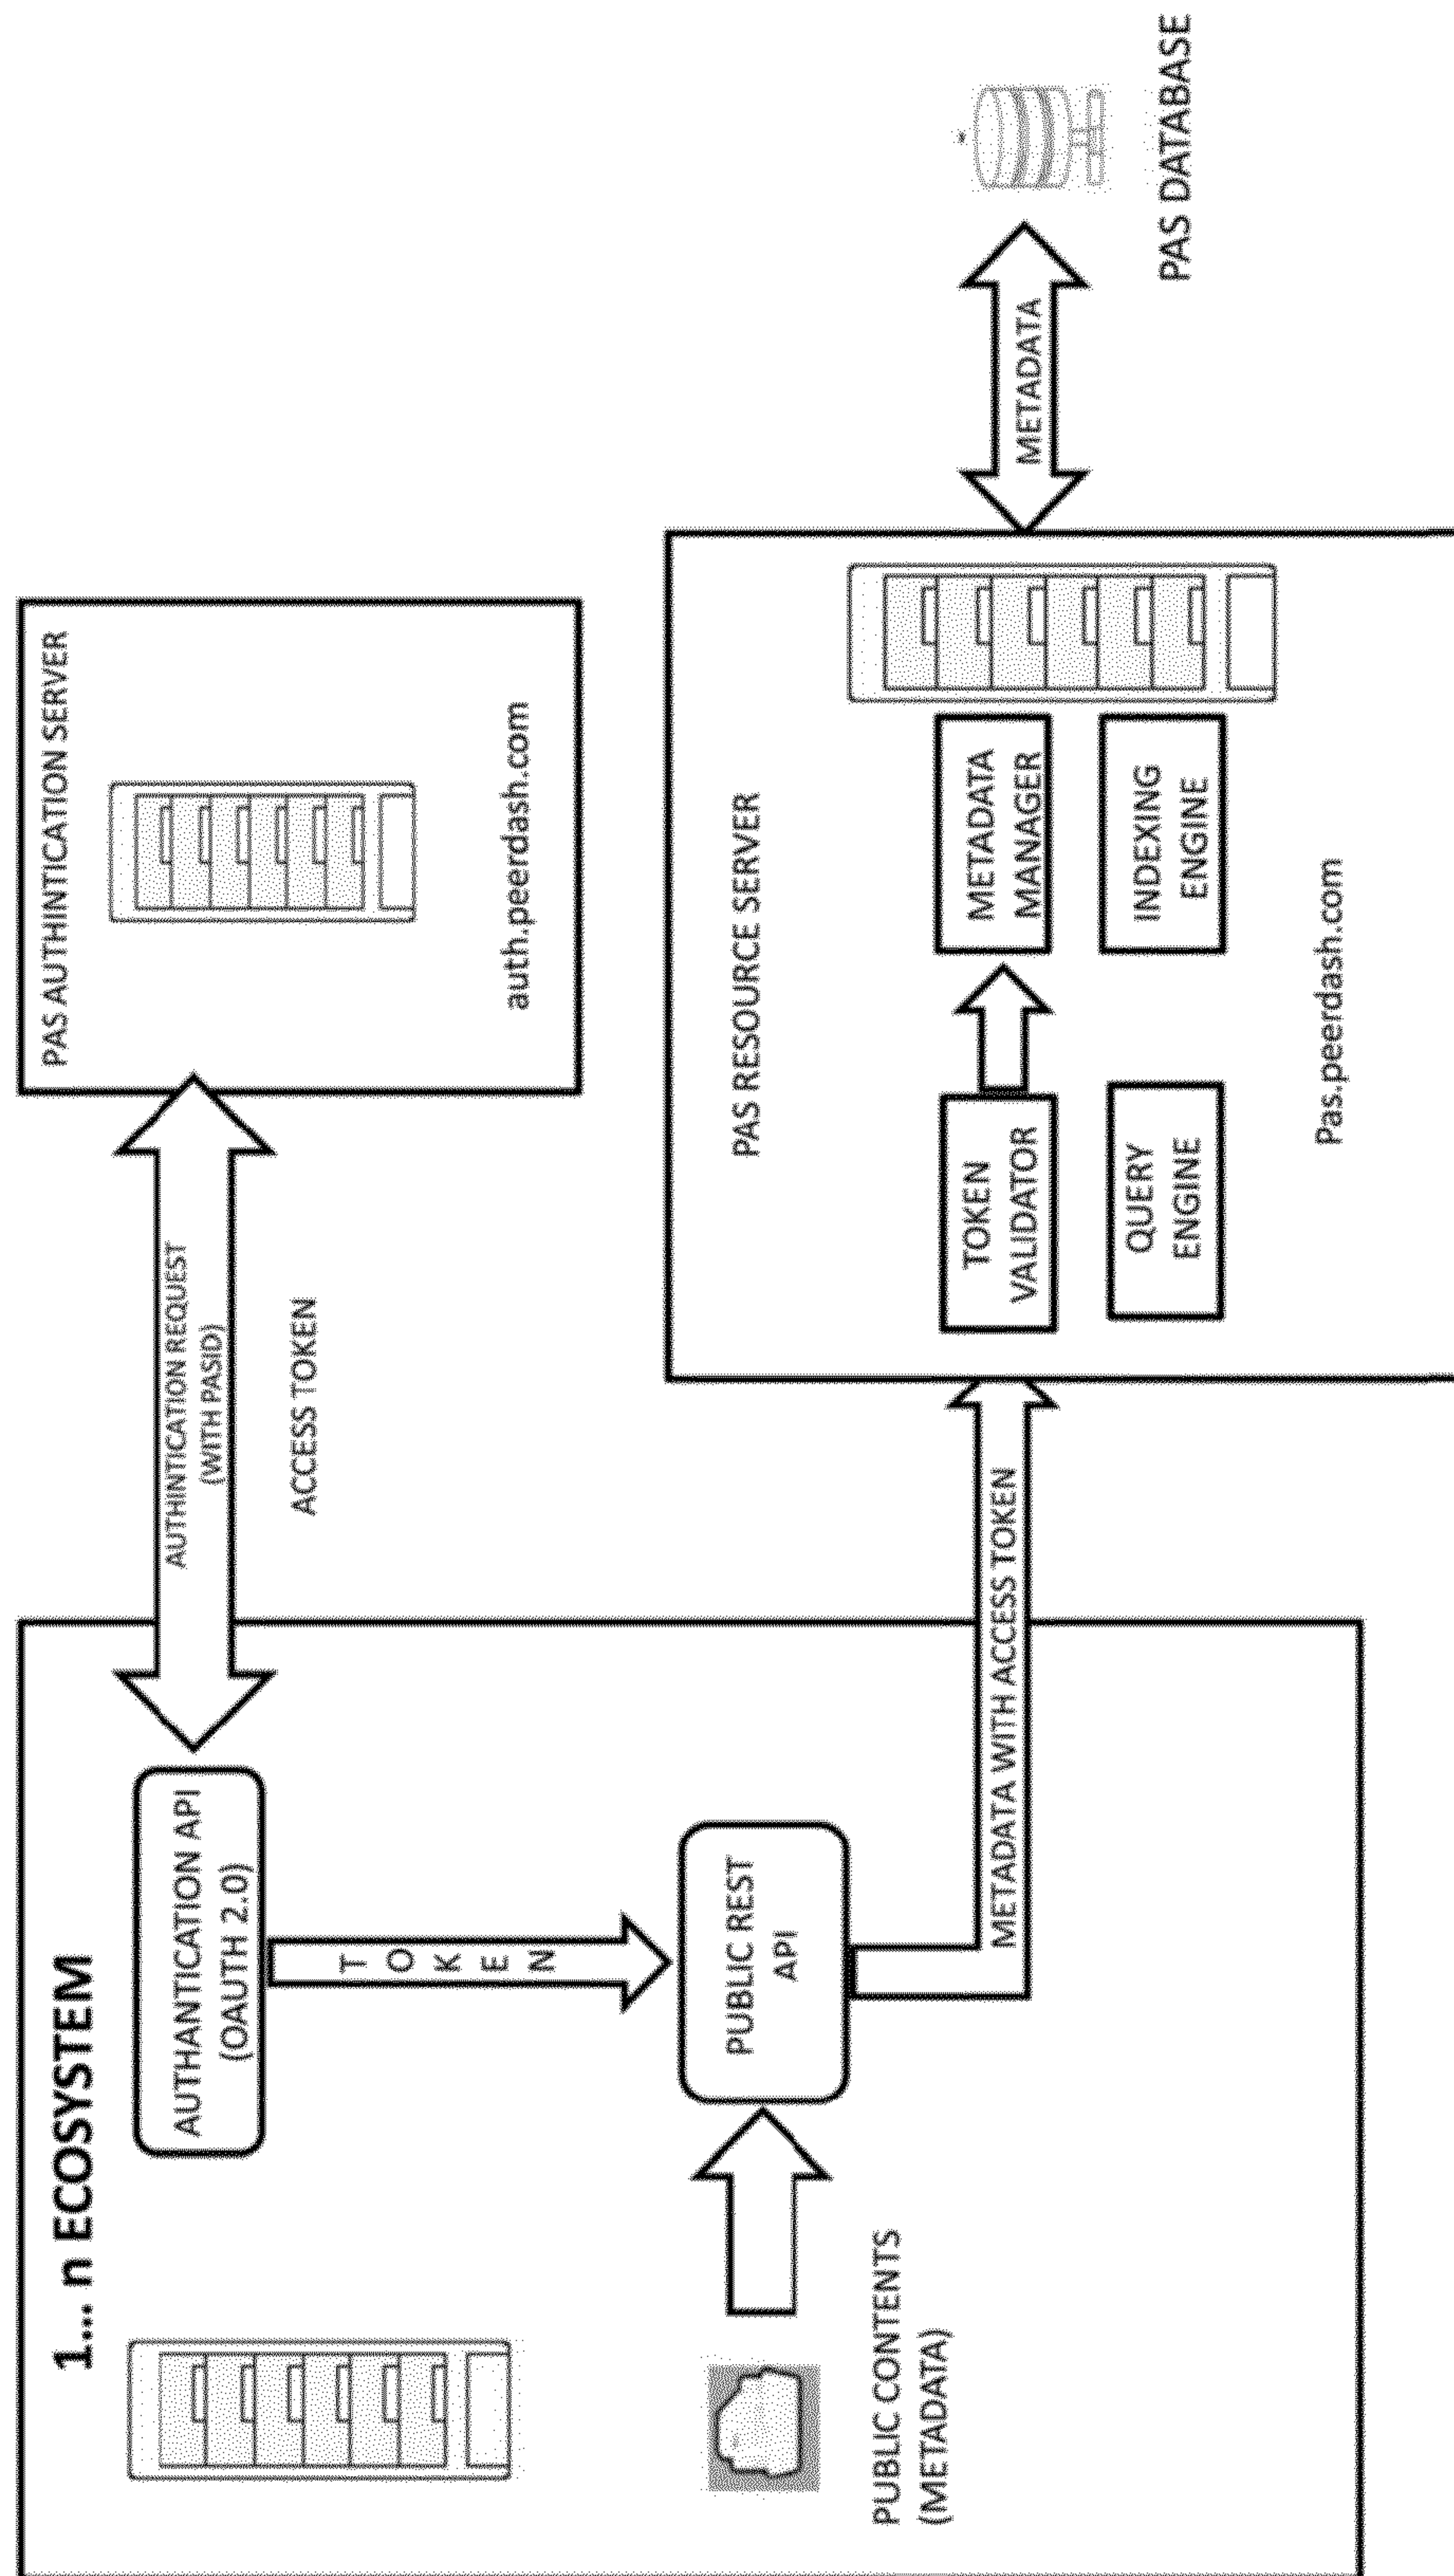 1.... n ECOSYSTEM
AUTHANTICATION API
(OAUTH 2.0)
T
O
K
E
N
PUBLIC CONTENTS
(METADATA)
PUBLIC REST
API
AUTHINTICATION REQUEST
(WITH PASID)
ACCESS TOKEN
METADATA WITH ACCESS TOKEN
PAS AUTHINTICATION SERVER
auth.peerdash.com
PAS RESOURCE SERVER
TOKEN
VALIDATOR
METADATA
MANAGER
QUERY
ENGINE
INDEXING
ENGINE
Pas.peerdash.com
METADATA
PAS DATABASE